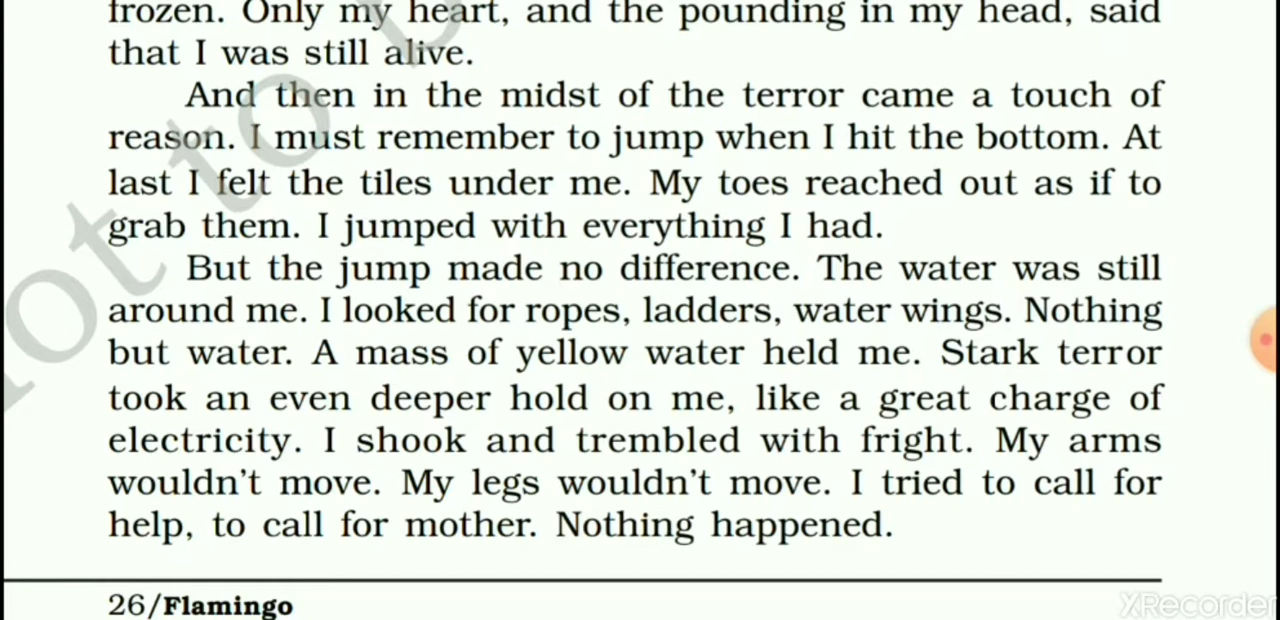 frozen. Only my heart, and the pounding in my head, said
that I was still alive.
And then in the midst of the terror came a touch of
reason. I must remember to jump when I hit the bottom. At
last I felt the tiles under me. My toes reached out as if to
grab them. I jumped with everything I had.
But the jump made no difference. The water was still
around me. I looked for ropes, ladders, water wings. Nothing
but water. A mass of yellow water held me. Stark terror
took an even deeper hold on me, like a great charge of
electricity. I shook and trembled with fright. My arms
wouldn't move. My legs wouldn't move. I tried to call for
help, to call for mother. Nothing happened.
26/Flamingo
XRecorder
not to b